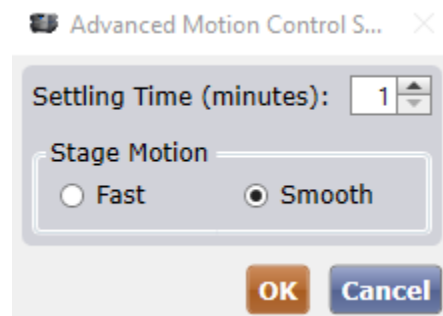 Advanced Motion Control S...
Settling Time (minutes): 1
Stage Motion
Fast Smooth
OK Cancel